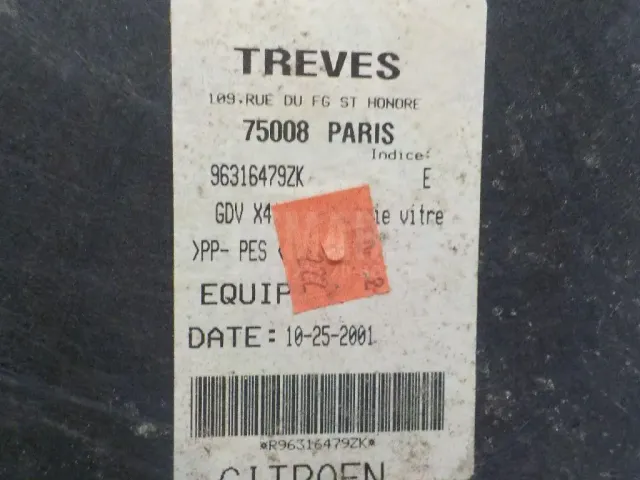 TREVES
109.RUE DU FG ST HONORE
75008 PARIS
Indice:
96316479ZK E
GDV X4 ie vitre
>PP- PES
EQUIP
DATE: 10-25-2001
*R96316479ZK*
CITROEN